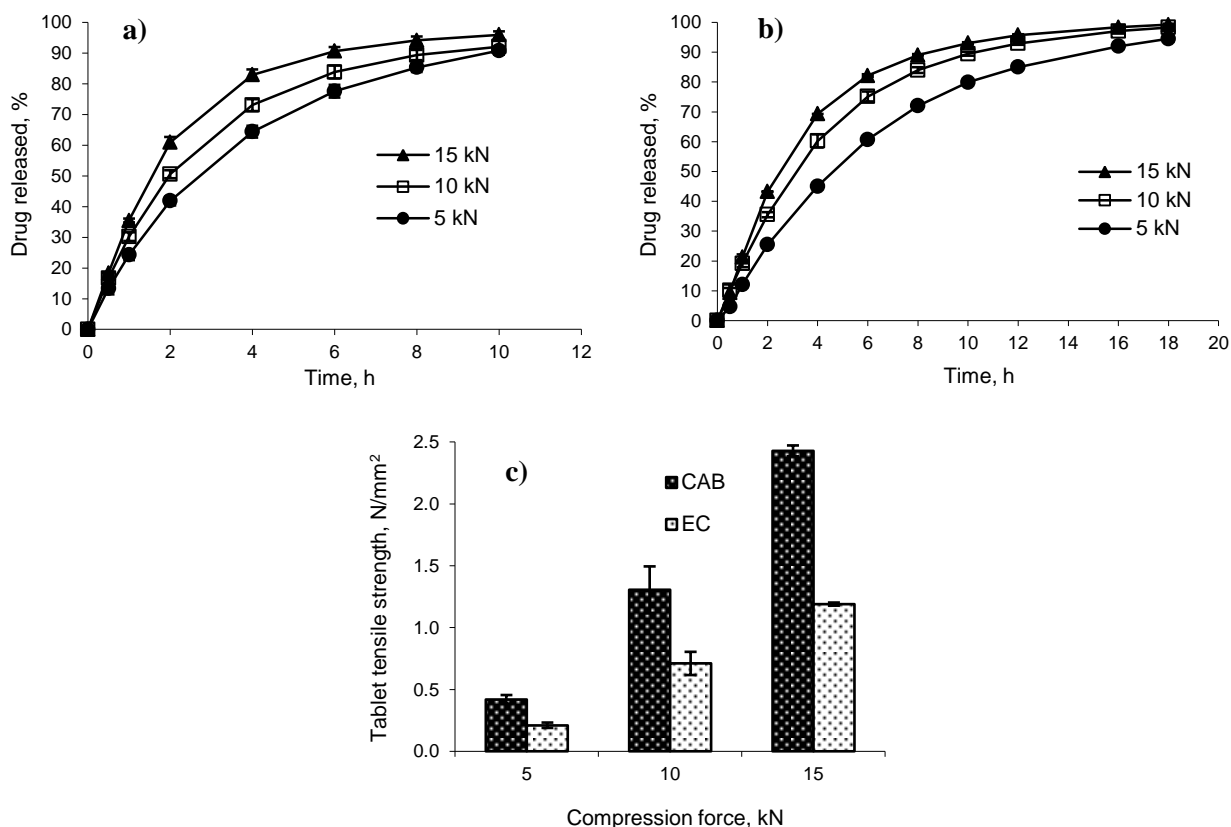 a)
Drug released, %
100
90
80
70
60
50
40
30
20
10
0
15 kN
10 kN
5 kN
0 2 4 6 8 10 12
Time, h
b)
Drug released, %
100
90
80
70
60
50
40
30
20
10
0
15 kN
10 kN
5 kN
0 2 4 6 8 10 12 14 16 18 20
Time, h
c)
Tablet tensile strength, N/mm²
2.5
2.0
1.5
1.0
0.5
0.0
CAB
EC
5 10 15
Compression force, kN